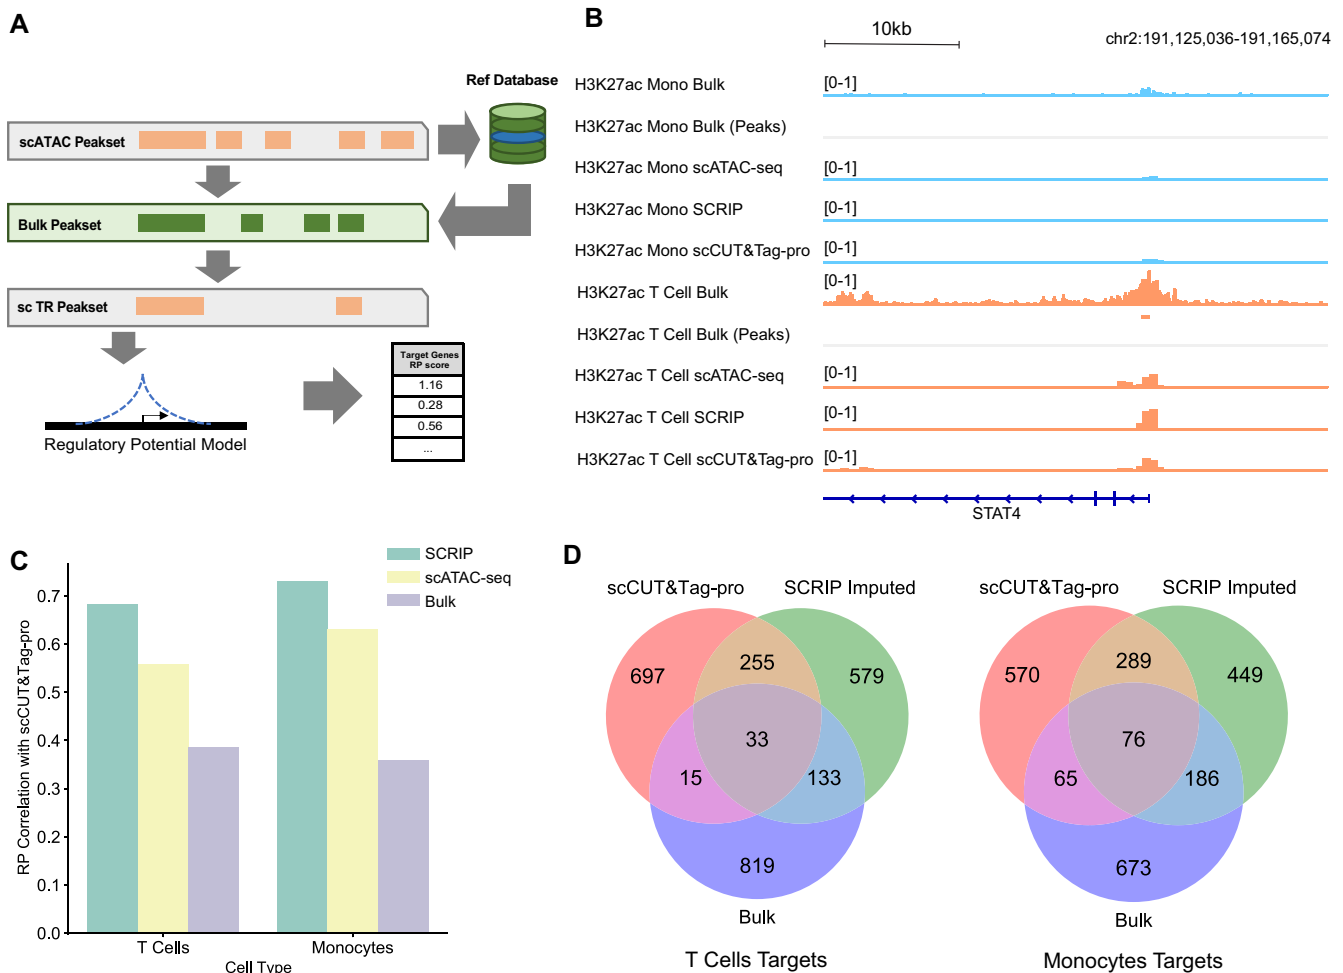 A
Ref Database
scATAC Peakset
Bulk Peakset
sc TR Peakset
Target Genes
RP score
1.16
0.28
0.56
...
Regulatory Potential Model
B
10kb
chr2:191,125,036-191,165,074
H3K27ac Mono Bulk
[0-1]
H3K27ac Mono Bulk (Peaks)
H3K27ac Mono scATAC-seq
[0-1]
H3K27ac Mono SCRIP
[0-1]
H3K27ac Mono scCUT&Tag-pro
[0-1]
H3K27ac T Cell Bulk
[0-1]
H3K27ac T Cell Bulk (Peaks)
H3K27ac T Cell scATAC-seq
[0-1]
H3K27ac T Cell SCRIP
[0-1]
H3K27ac T Cell scCUT&Tag-pro
[0-1]
STAT4
C
SCRIP
scATAC-seq
Bulk
RP Correlation with scCUT&Tag-pro
0.7
0.6
0.5
0.4
0.3
0.2
0.1
0.0
T Cells
Monocytes
Cell Type
D
scCUT&Tag-pro
SCRIP Imputed
697
255
579
33
15
133
819
Bulk
T Cells Targets
scCUT&Tag-pro
SCRIP Imputed
570
289
449
76
65
186
673
Bulk
Monocytes Targets